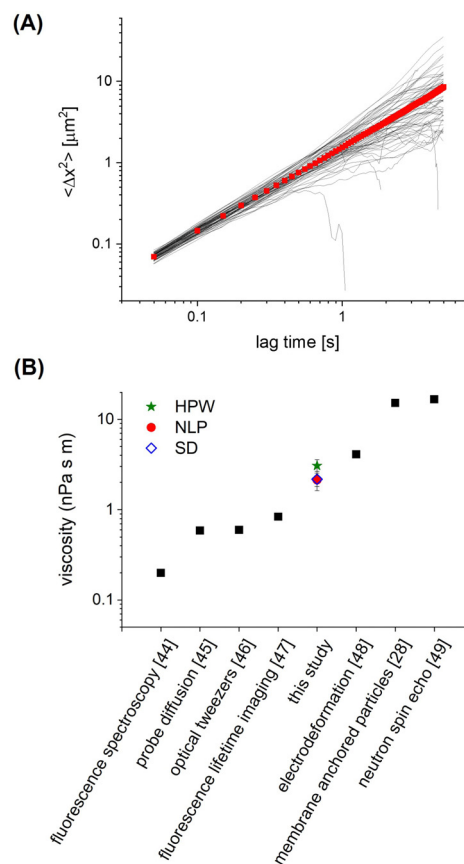 (A)
<Δx²> [μm²]
10
1
0.1
0.1
1
lag time [s]
(B)
viscosity (nPa s m)
10
1
0.1
HPW
NLP
SD
fluorescence spectroscopy [44]
probe diffusion [45]
optical tweezers [46]
fluorescence lifetime imaging [47]
this study
electrodeformation [48]
membrane anchored particles [28]
neutron spin echo [49]